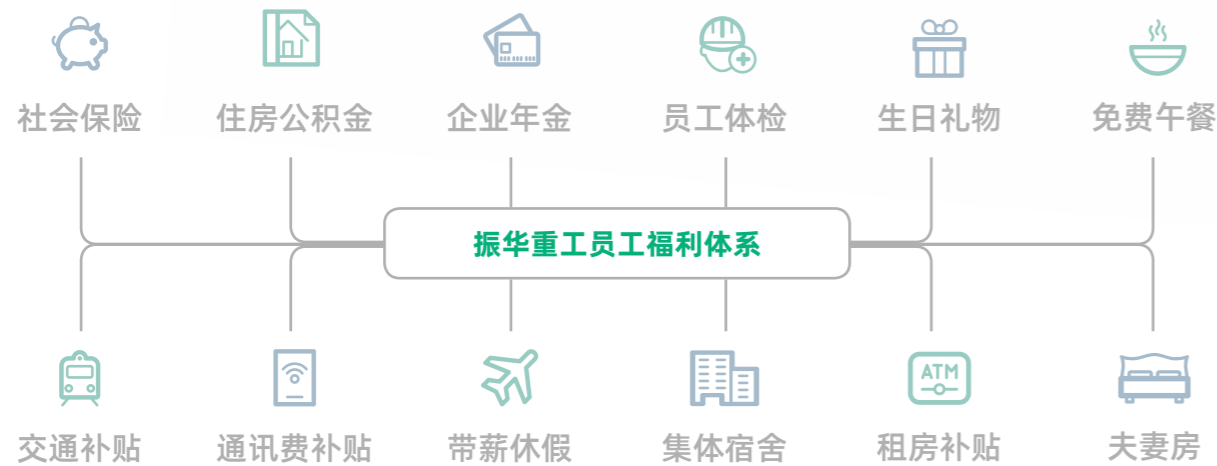 社会保险
住房公积金
企业年金
员工体检
生日礼物
免费午餐
振华重工员工福利体系
ATM
交通补贴
通讯费补贴
带薪休假
集体宿舍
租房补贴
夫妻房